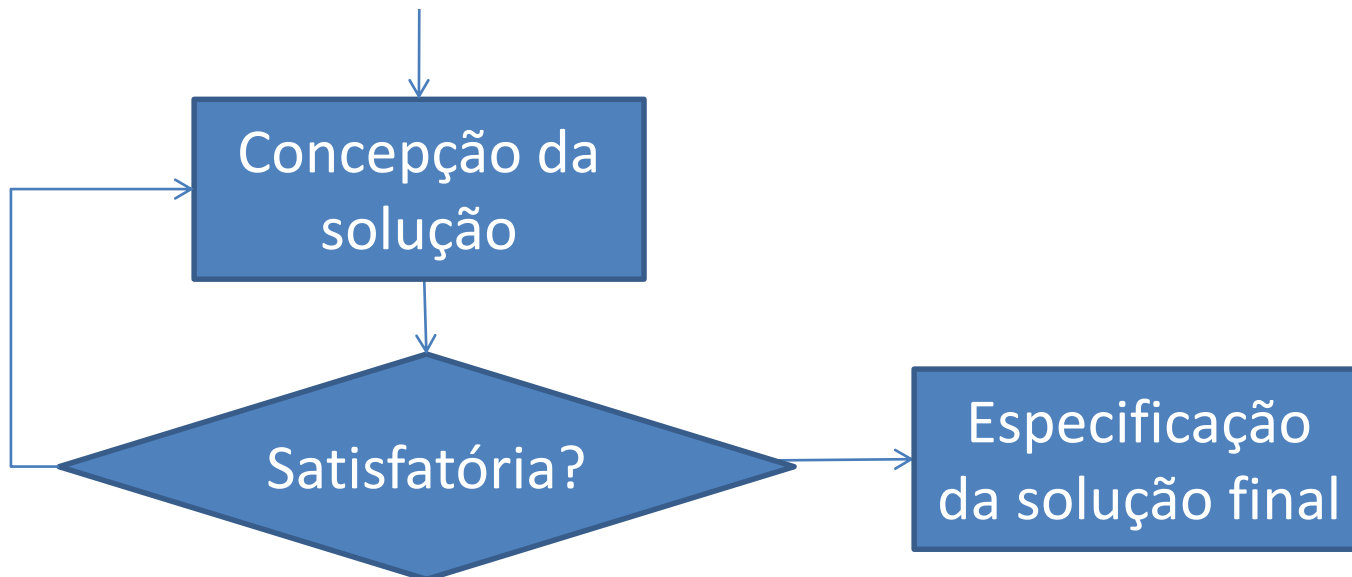 Concepção da
solução
Satisfatória?
Especificação
da solução final